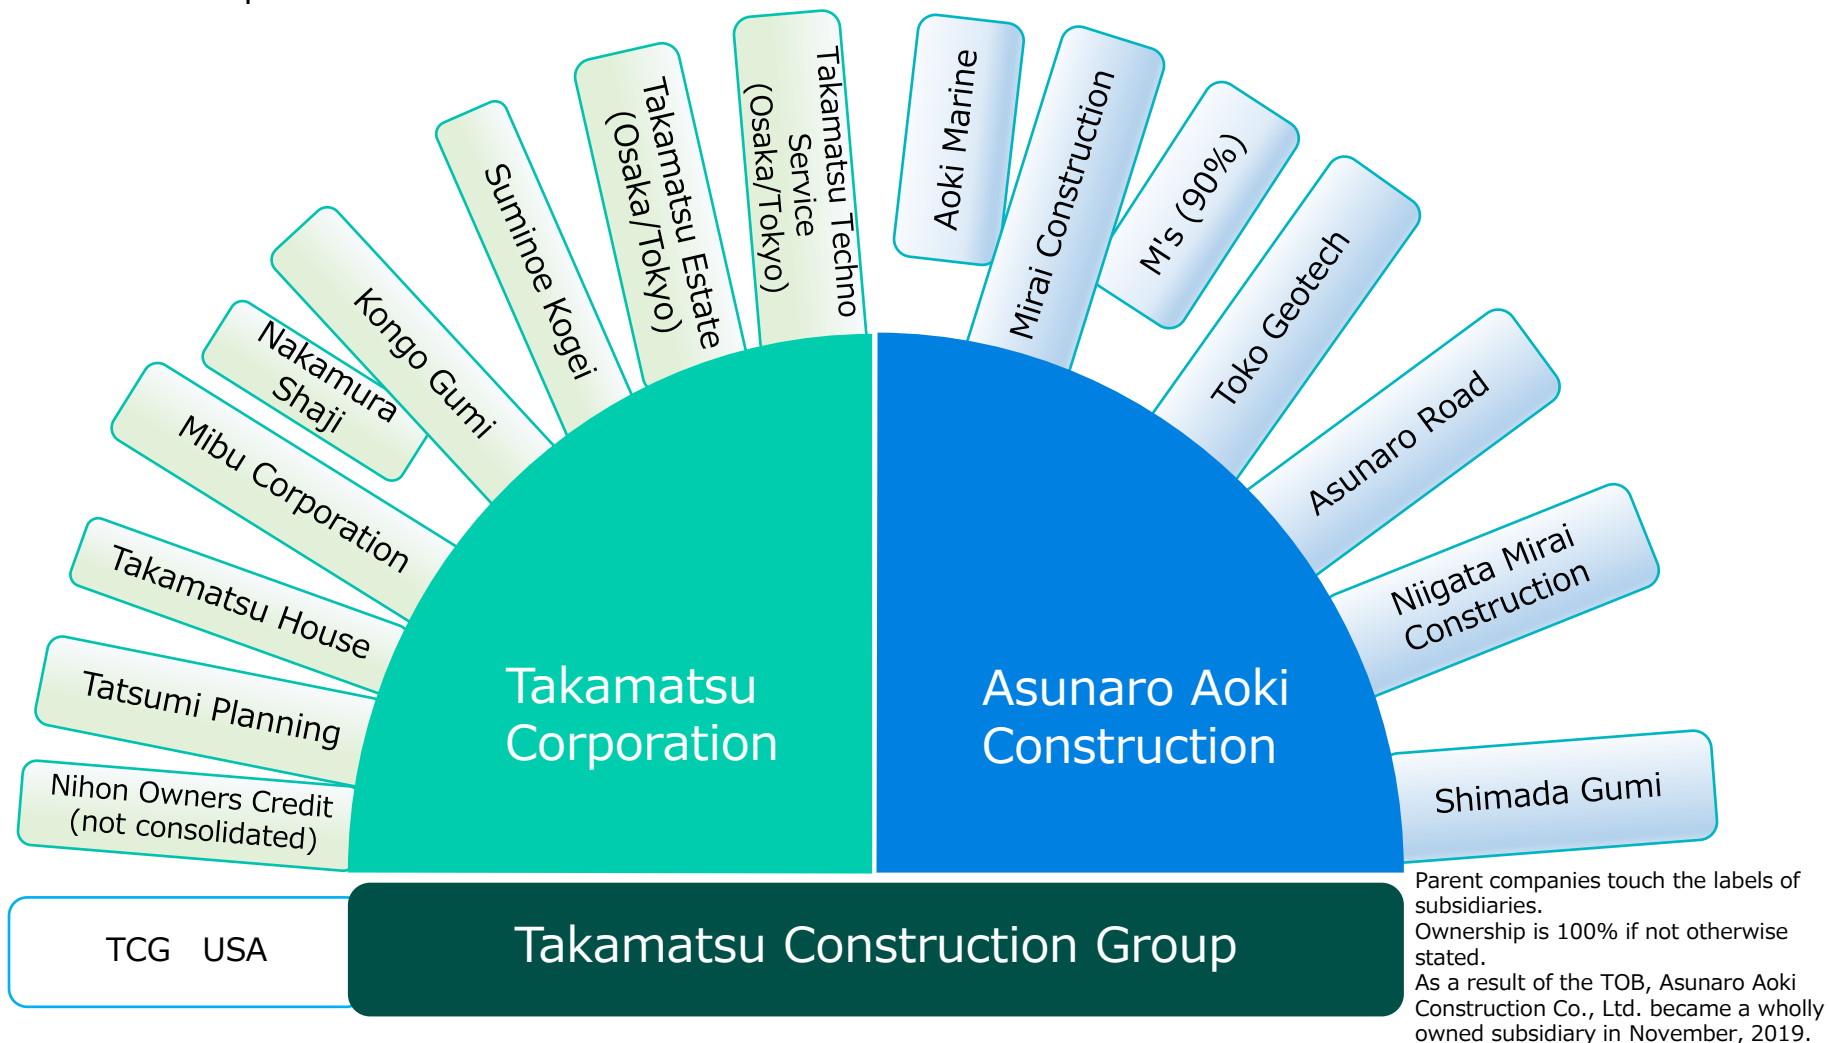 Takamatsu Techno
Service
(Osaka/Tokyo)
Takamatsu Estate
(Osaka/Tokyo)
Suminoe Kogei
Kongo Gumi
Nakamura
Shaji
Mibu Corporation
Takamatsu House
Tatsumi Planning
Nihon Owners Credit
(not consolidated)
Aoki Marine
Mirai Construction
M's (90%)
Toko Geotech
Asunaro Road
Niigata Mirai
Construction
Shimada Gumi
Takamatsu
Corporation
Asunaro Aoki
Construction
TCG USA
Takamatsu Construction Group
Parent companies touch the labels of
subsidiaries.
Ownership is 100% if not otherwise
stated.
As a result of the TOB, Asunaro Aoki
Construction Co., Ltd. became a wholly
owned subsidiary in November, 2019.